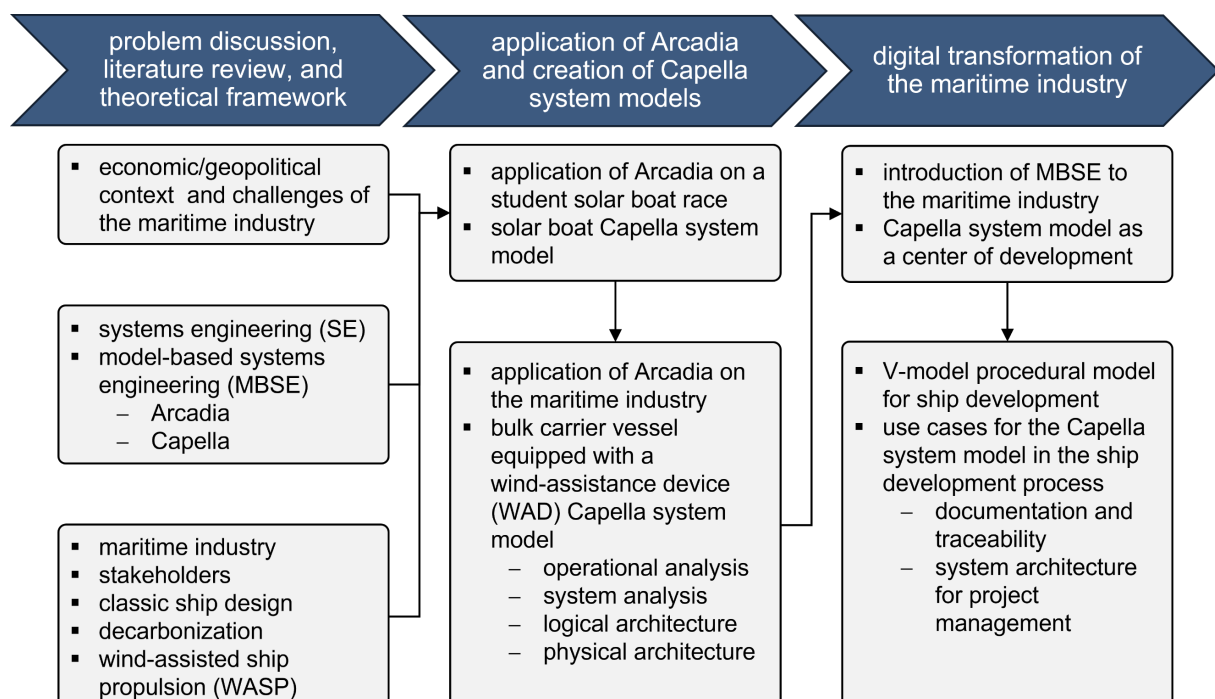 problem discussion,
literature review, and
theoretical framework
application of Arcadia
and creation of Capella
system models
digital transformation of
the maritime industry
▪ economic/geopolitical
context and challenges of
the maritime industry
▪ systems engineering (SE)
▪ model-based systems
engineering (MBSE)
– Arcadia
– Capella
▪ maritime industry
▪ stakeholders
▪ classic ship design
▪ decarbonization
▪ wind-assisted ship
propulsion (WASP)
▪ application of Arcadia on a
student solar boat race
▪ solar boat Capella system
model
▪ application of Arcadia on
the maritime industry
▪ bulk carrier vessel
equipped with a
wind-assistance device
(WAD) Capella system
model
– operational analysis
– system analysis
– logical architecture
– physical architecture
▪ introduction of MBSE to
the maritime industry
▪ Capella system model as
a center of development
▪ V-model procedural model
for ship development
▪ use cases for the Capella
system model in the ship
development process
– documentation and
traceability
– system architecture
for project
management